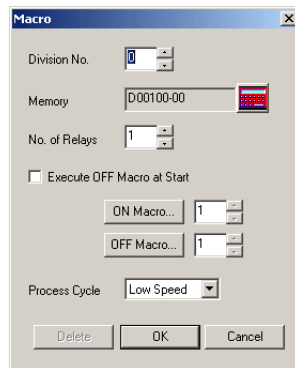 Macro
Division No. 0
Memory D00100-00
No. of Relays 1
Execute OFF Macro at Start
ON Macro... 1
OFF Macro... 1
Process Cycle Low Speed
Delete OK Cancel